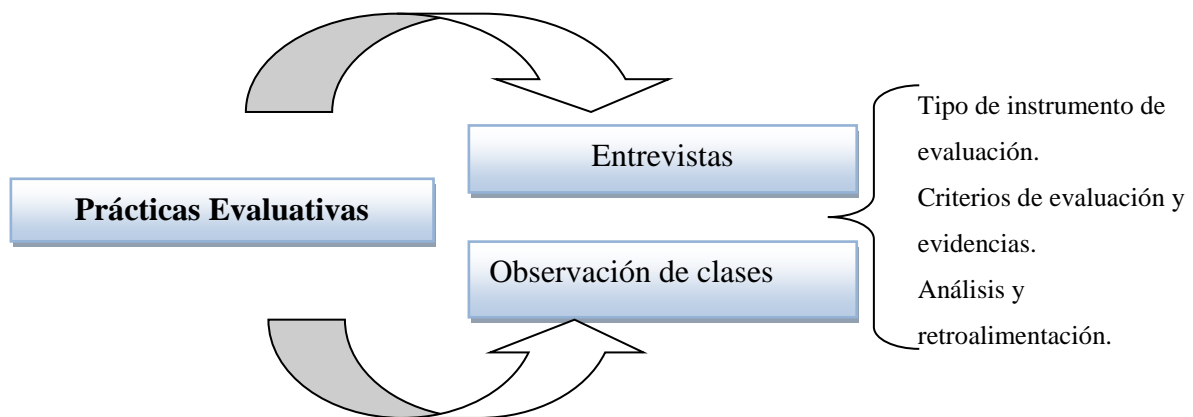 Prácticas Evaluativas
Entrevistas
Observación de clases
Tipo de instrumento de
evaluación.
Criterios de evaluación y
evidencias.
Análisis y
retroalimentación.